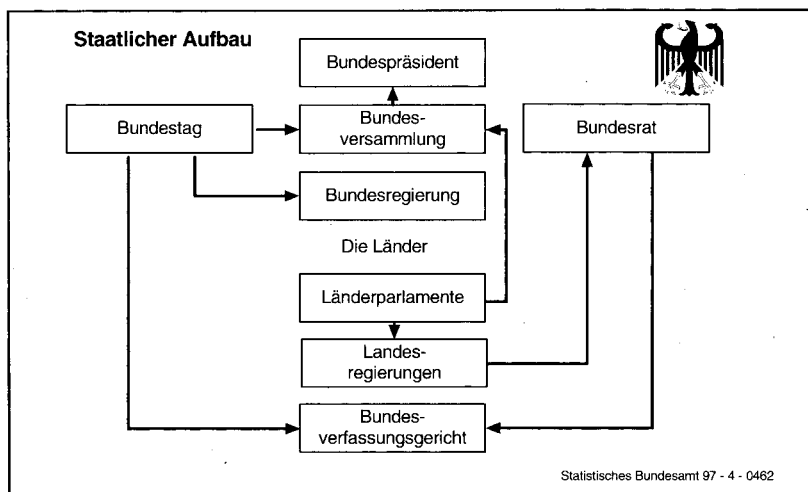 Staatlicher Aufbau
Bundespräsident
Bundestag
Bundes-
versammlung
Bundesrat
Bundesregierung
Die Länder
Länderparlamente
Landes-
regierungen
Bundes-
verfassungsgericht
Statistisches Bundesamt 97 - 4 - 0462